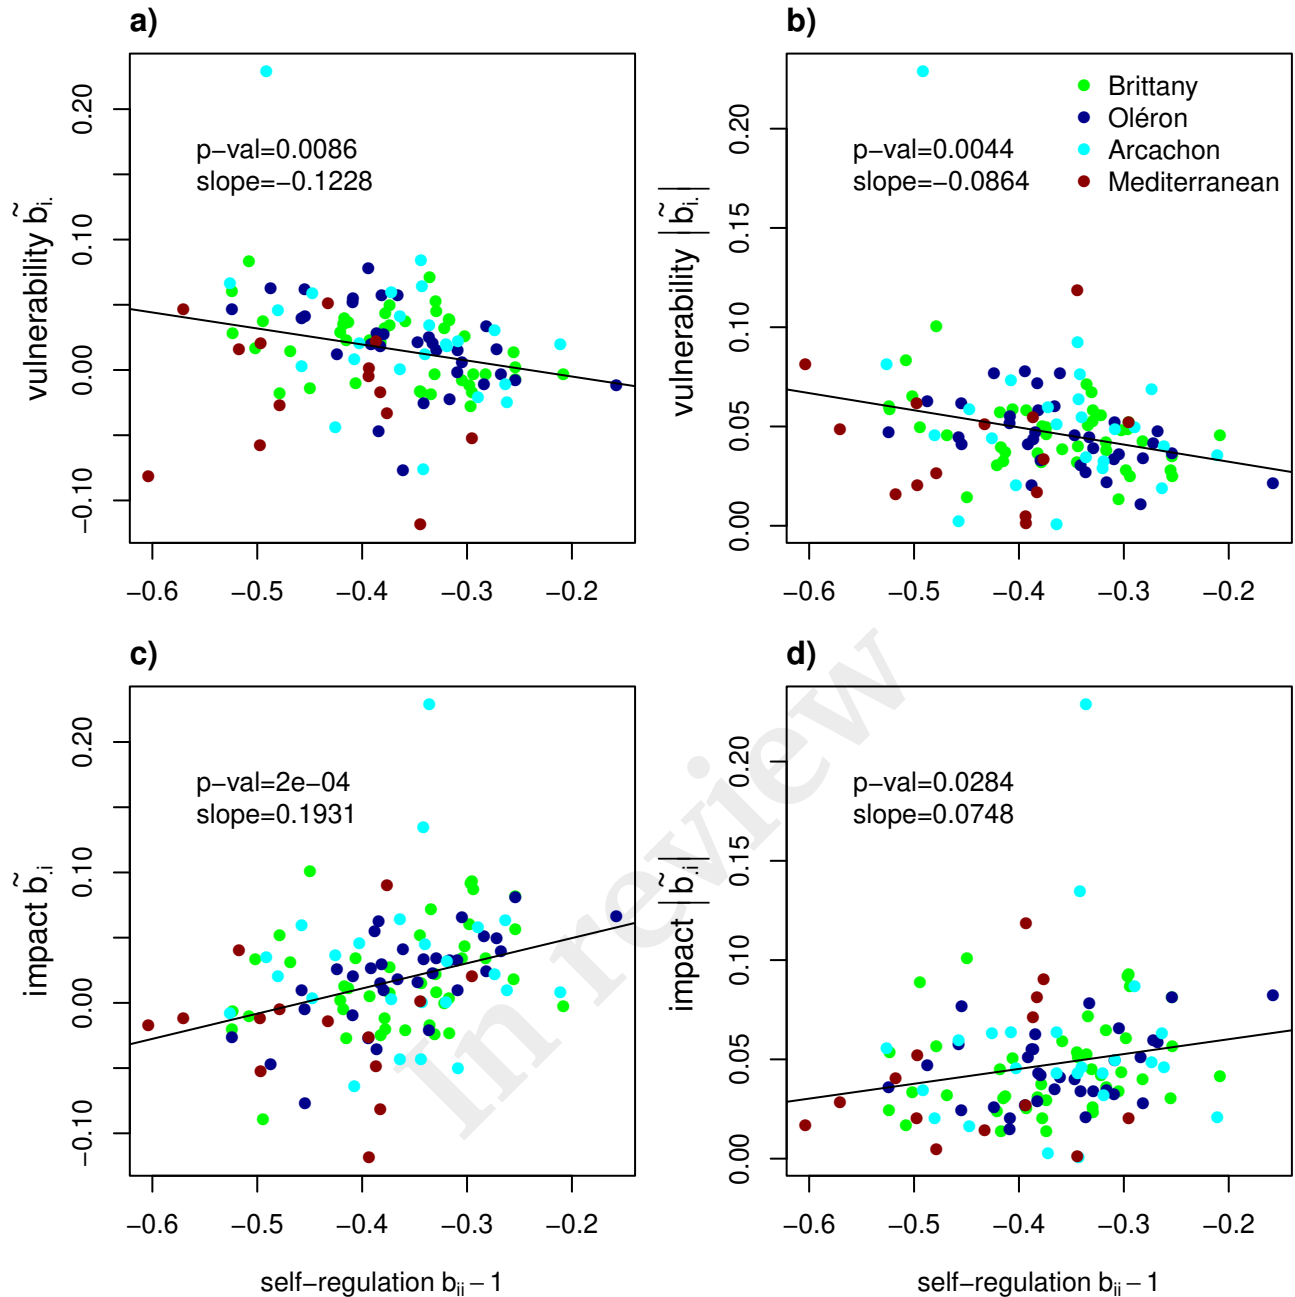 a)
vulnerability b̃i.
0.20
0.10
0.00
−0.10
p−val=0.0086
slope=−0.1228
−0.6 −0.5 −0.4 −0.3 −0.2
b)
vulnerability |b̃i.|
0.20
0.15
0.10
0.05
0.00
p−val=0.0044
slope=−0.0864
Brittany
Oléron
Arcachon
Mediterranean
−0.6 −0.5 −0.4 −0.3 −0.2
c)
impact b̃.i
0.20
0.10
0.00
−0.10
p−val=2e−04
slope=0.1931
−0.6 −0.5 −0.4 −0.3 −0.2
self−regulation bii − 1
d)
impact |b̃.i|
0.20
0.15
0.10
0.05
0.00
p−val=0.0284
slope=0.0748
−0.6 −0.5 −0.4 −0.3 −0.2
self−regulation bii − 1
In review